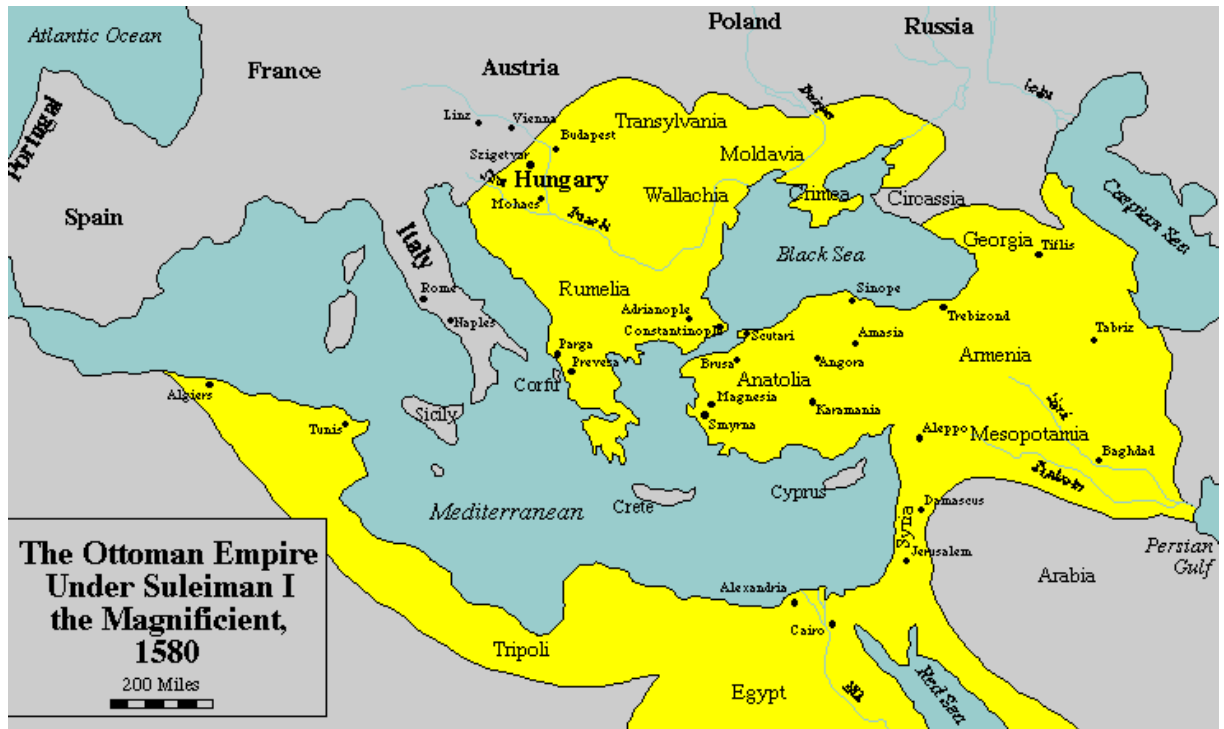 Atlantic Ocean
Portugal
Spain
France
Austria
Poland
Russia
Linz
Vienna
Budapest
Szigetvar
Hungary
Mohacs
Transylvania
Moldavia
Wallachia
Crimea
Circassia
Caspian Sea
Georgia
Tiflis
Black Sea
Italy
Rome
Naples
Rumelia
Adrianople
Constantinople
Sinope
Scutari
Amasia
Trebizond
Tabriz
Parga
Prevesa
Corfu
Brusa
Angora
Armenia
Anatolia
Magnesia
Karamania
Smyrna
Algiers
Tunis
Sicily
Aleppo
Mesopotamia
Baghdad
Mediterranean
Crete
Cyprus
Syria
Damascus
Jerusalem
Arabia
Persian
Gulf
Alexandria
Cairo
Tripoli
Egypt
Red Sea
The Ottoman Empire
Under Suleiman I
the Magnificient,
1580
200 Miles